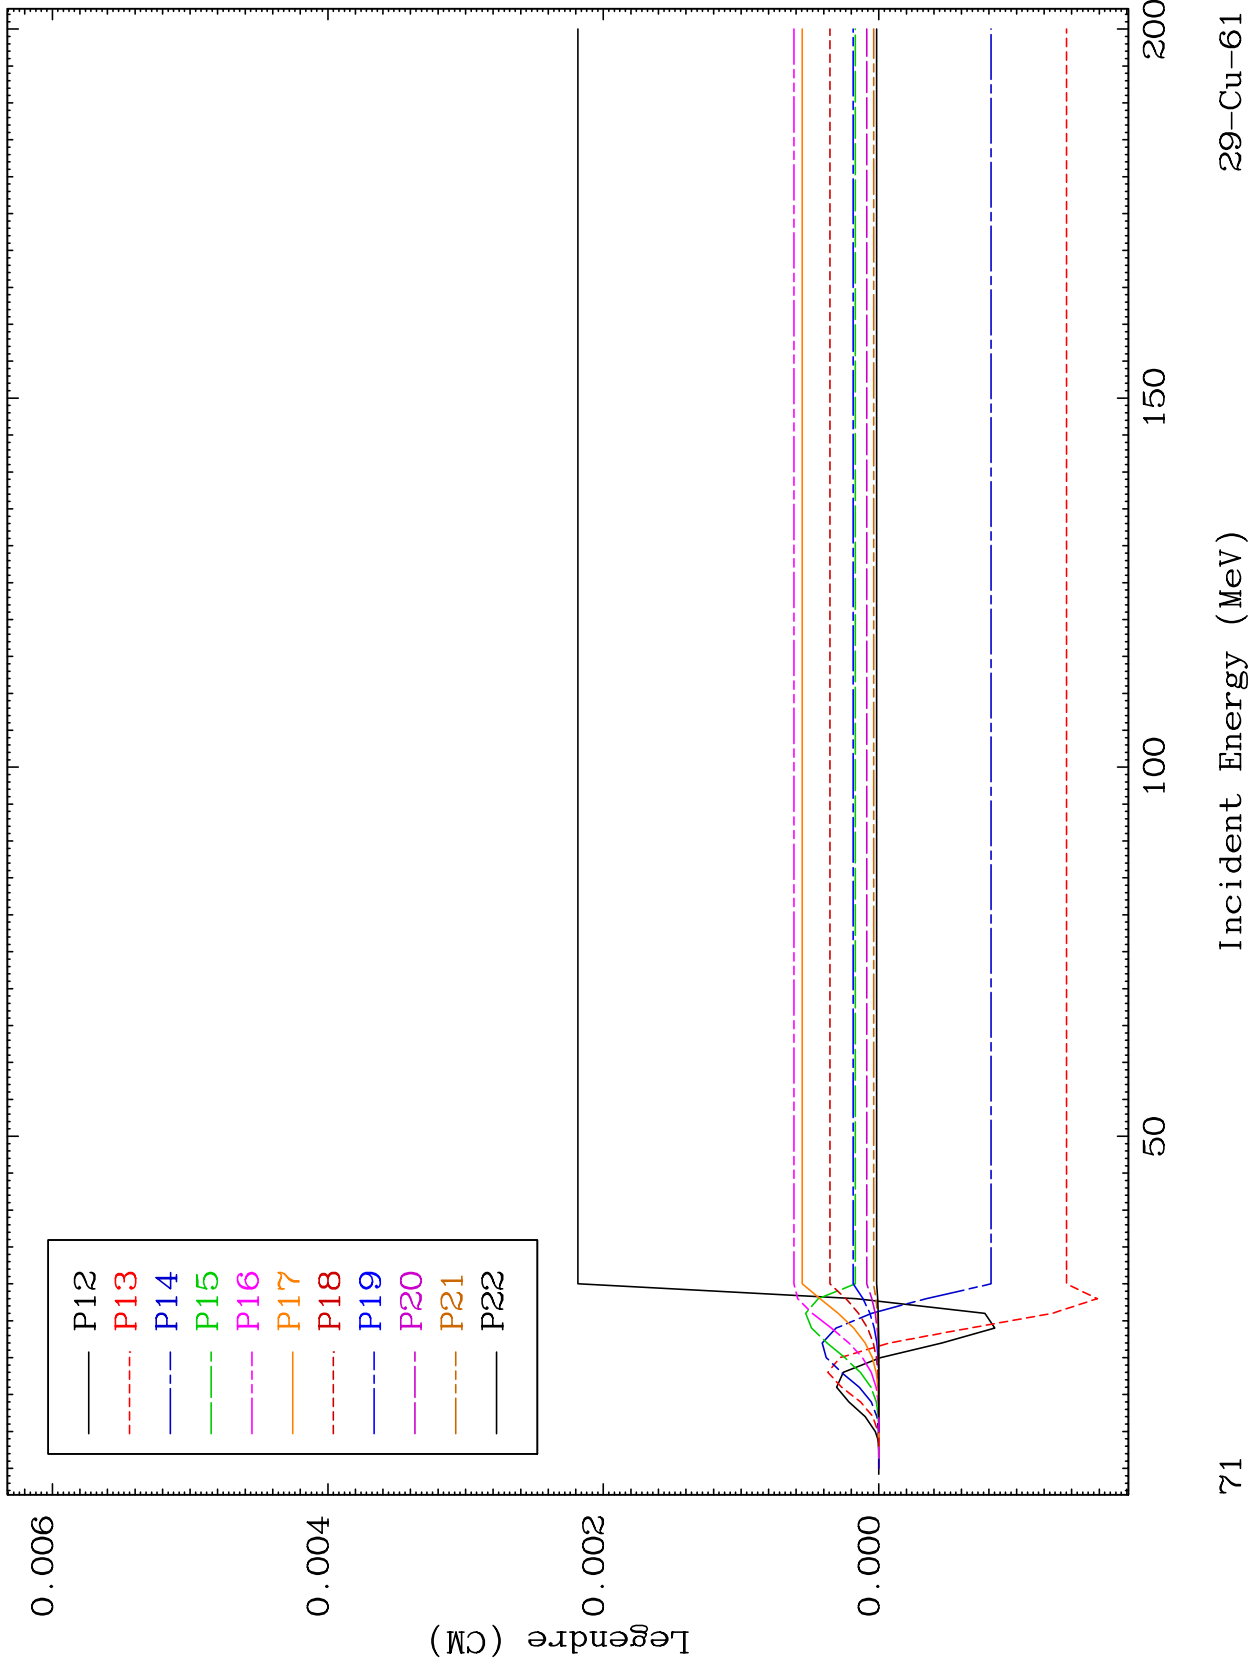 P12
P13
P14
P15
P16
P17
P18
P19
P20
P21
P22
Legendre (CM)
0.006
0.004
0.002
0.000
50
100
150
200
Incident Energy (MeV)
71
29-Cu-61